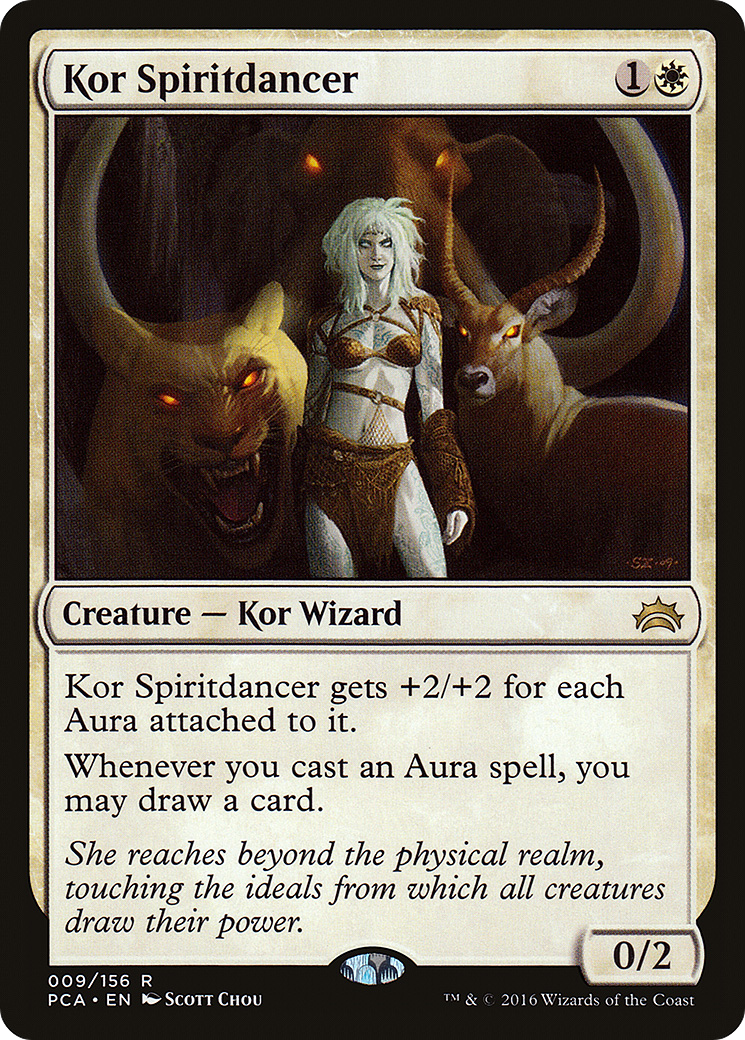 Kor Spiritdancer
1
SZ·09·
Creature — Kor Wizard
Kor Spiritdancer gets +2/+2 for each
Aura attached to it.
Whenever you cast an Aura spell, you
may draw a card.
She reaches beyond the physical realm,
touching the ideals from which all creatures
draw their power.
0/2
009/156 R
PCA • EN Scott Chou
™ & © 2016 Wizards of the Coast